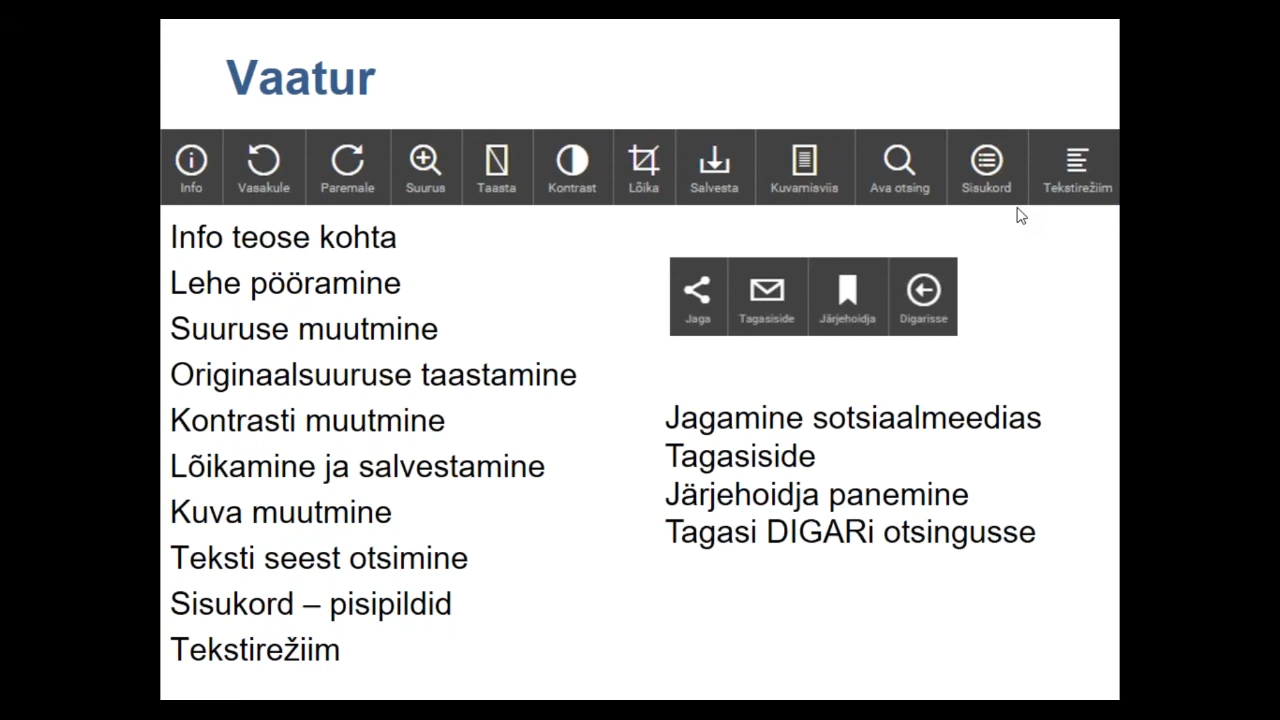 Vaatur
Info Vasakule Paremale Suurus Taasta Kontrast Lõika Salvesta Kuvamisviis Ava otsing Sisukord Tekstirežiim
Info teose kohta
Lehe pööramine
Suuruse muutmine
Originaalsuuruse taastamine
Kontrasti muutmine
Lõikamine ja salvestamine
Kuva muutmine
Teksti seest otsimine
Sisukord – pisipildid
Tekstirežiim
Jaga Tagasiside Järjehoidja Digarisse
Jagamine sotsiaalmeedias
Tagasiside
Järjehoidja panemine
Tagasi DIGARi otsingusse